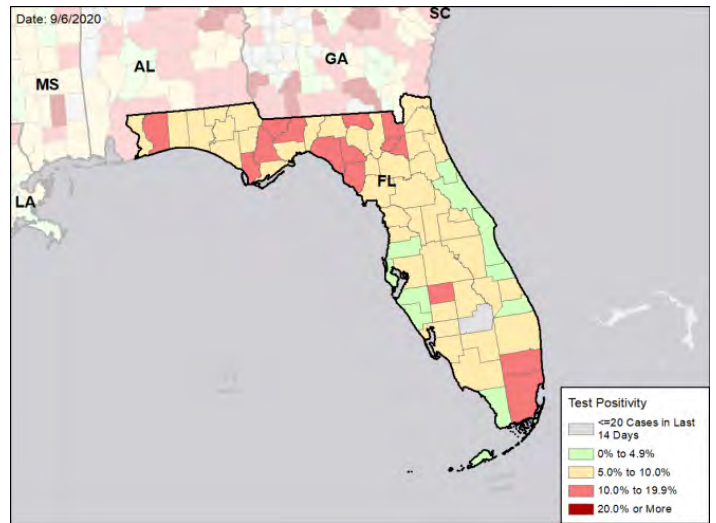 Date: 9/6/2020
SC
GA
AL
MS
FL
LA
Test Positivity
<=20 Cases in Last
14 Days
0% to 4.9%
5.0% to 10.0%
10.0% to 19.9%
20.0% or More